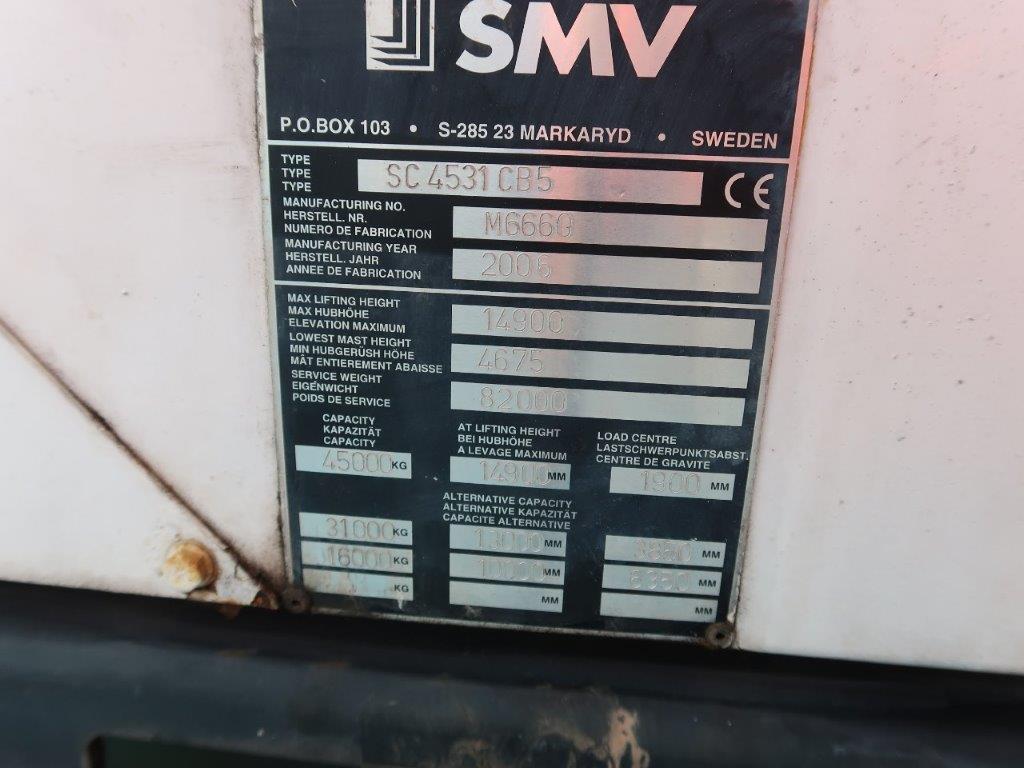 SMV
P.O.BOX 103 • S-285 23 MARKARYD • SWEDEN
TYPE
TYPE
TYPE
SC 4531 CB5
CE
MANUFACTURING NO.
HERSTELL. NR.
NUMERO DE FABRICATION
M6660
MANUFACTURING YEAR
HERSTELL. JAHR
ANNEE DE FABRICATION
2006
MAX LIFTING HEIGHT
MAX HUBHÖHE
ELEVATION MAXIMUM
14900
LOWEST MAST HEIGHT
MIN HUBGERÜSH HÖHE
MÂT ENTIEREMENT ABAISSE
4675
SERVICE WEIGHT
EIGENWICHT
POIDS DE SERVICE
82000
CAPACITY
KAPAZITÄT
CAPACITY
45000 KG
AT LIFTING HEIGHT
BEI HUBHÖHE
A LEVAGE MAXIMUM
14900 MM
LOAD CENTRE
LASTSCHWERPUNKTSABST.
CENTRE DE GRAVITE
1900 MM
ALTERNATIVE CAPACITY
ALTERNATIVE KAPAZITÄT
CAPACITE ALTERNATIVE
31000 KG 13000 MM 3850 MM
16000 KG 10000 MM 6350 MM
KG MM MM